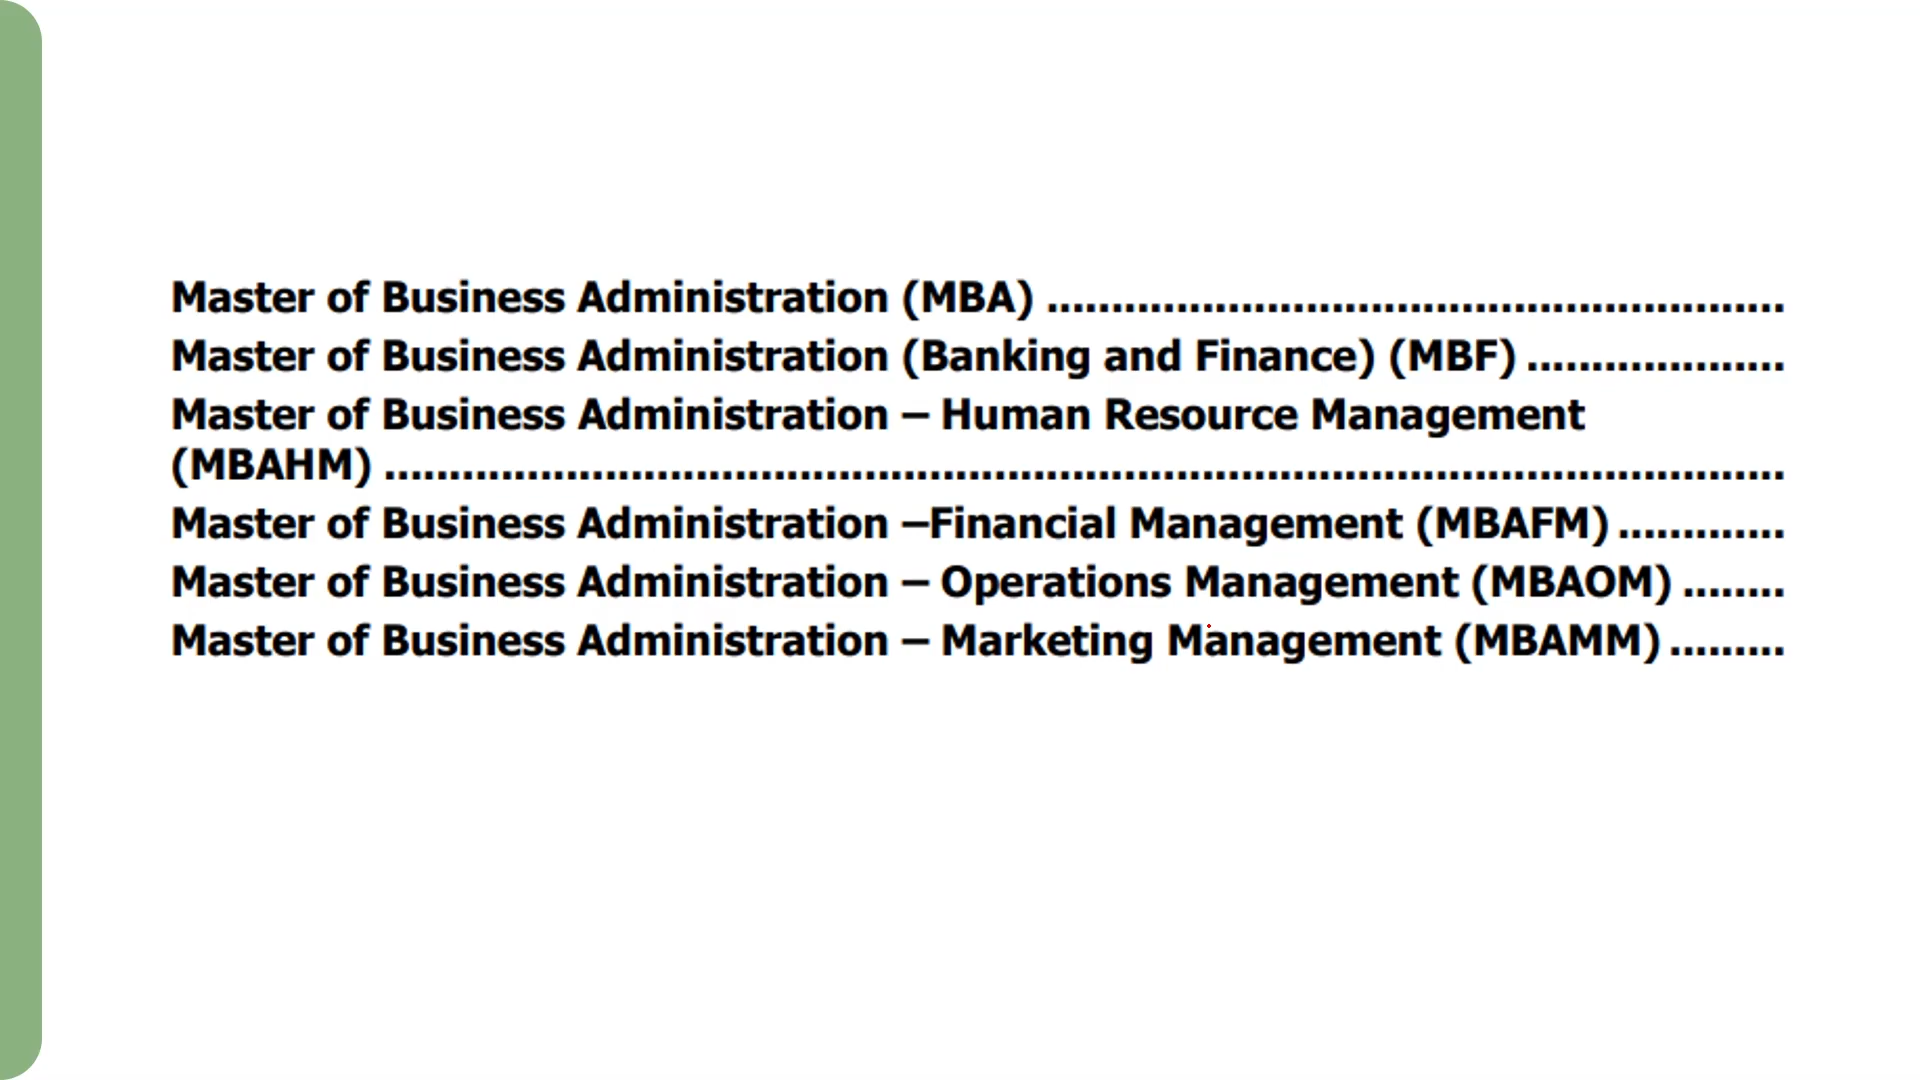 Master of Business Administration (MBA) .........................................................
Master of Business Administration (Banking and Finance) (MBF) ....................
Master of Business Administration – Human Resource Management
(MBAHM) ............................................................................................................
Master of Business Administration –Financial Management (MBAFM) .............
Master of Business Administration – Operations Management (MBAOM) ........
Master of Business Administration – Marketing Management (MBAMM) .........